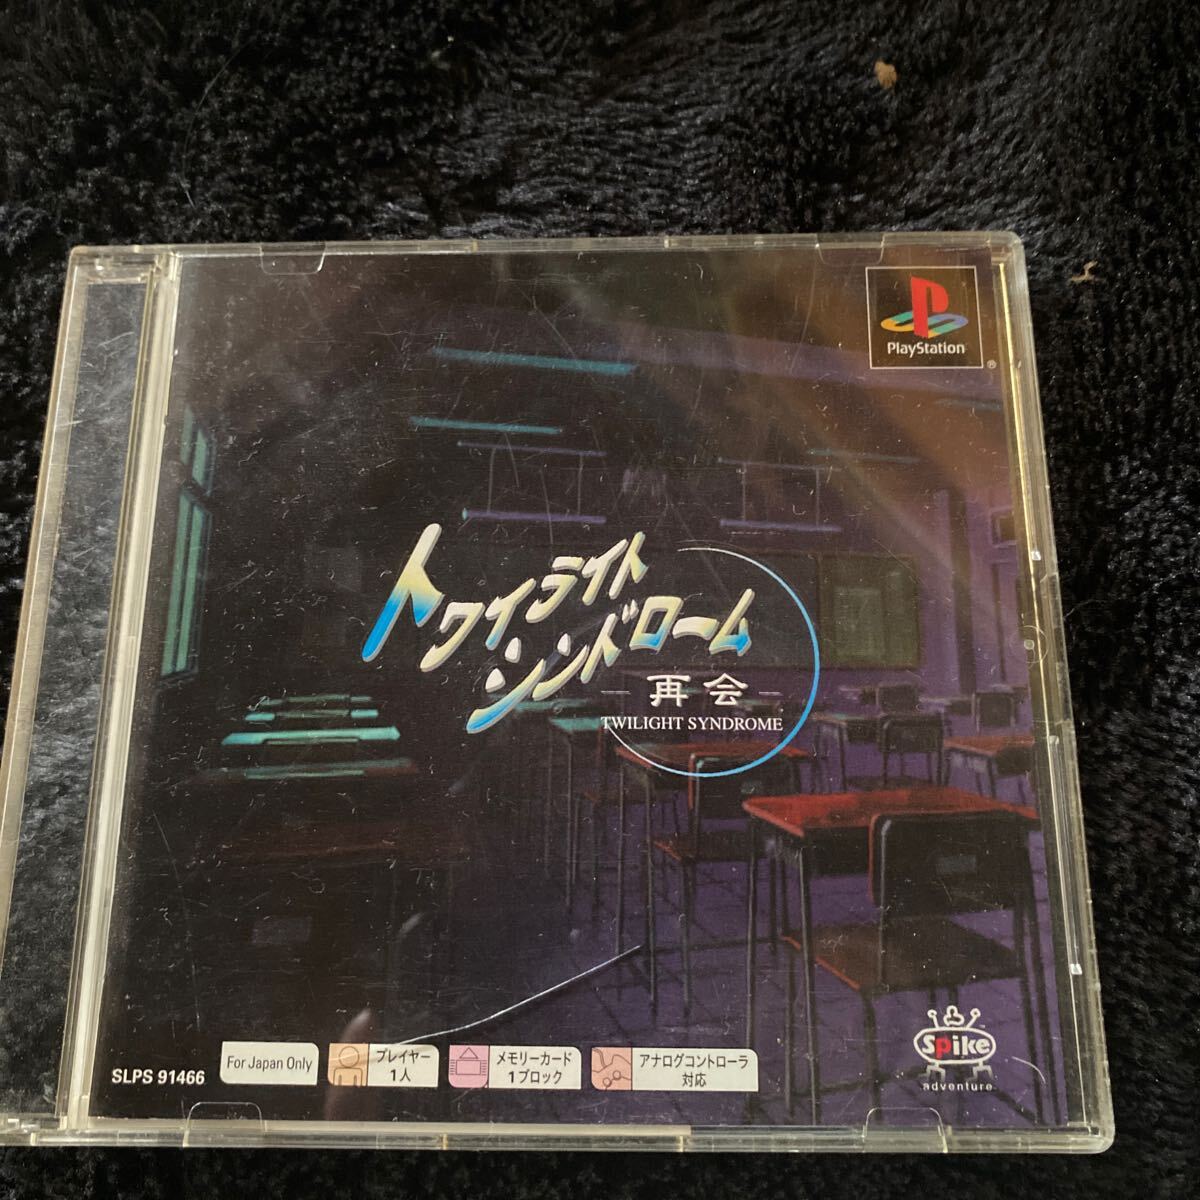 PlayStation
®
トワイライト
シンドローム
―再会―
TWILIGHT SYNDROME
SLPS 91466
For Japan Only
プレイヤー
1人
メモリーカード
1ブロック
アナログコントローラ
対応
Spike
adventure